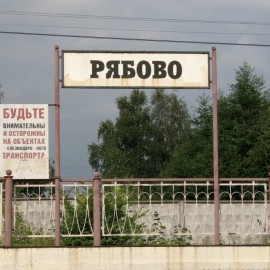 РЯБОВО
БУДЬТЕ
ВНИМАТЕЛЬНЫ
И ОСТОРОЖНЫ
НА ОБЪЕКТАХ
ТРАНСПОРТА